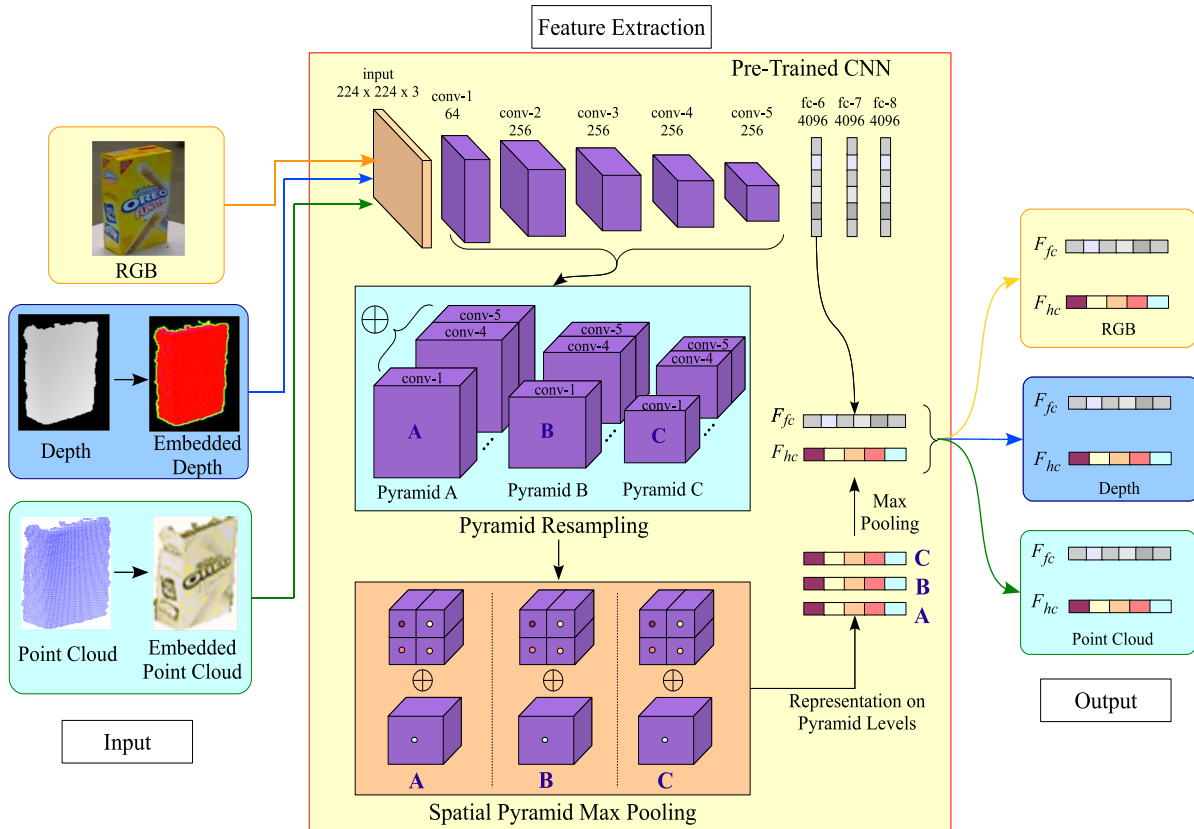 Feature Extraction
Pre-Trained CNN
input
224 x 224 x 3
conv-1
64
conv-2
256
conv-3
256
conv-4
256
conv-5
256
fc-6
4096
fc-7
4096
fc-8
4096
OREO
RGB
Depth
Embedded
Depth
OREO
Point Cloud
Embedded
Point Cloud
Input
conv-5
conv-4
conv-1
A
Pyramid A
conv-5
conv-4
conv-1
B
Pyramid B
conv-5
conv-4
conv-1
C
Pyramid C
Pyramid Resampling
A
B
C
Spatial Pyramid Max Pooling
F_fc
F_hc
Max
Pooling
C
B
A
Representation on
Pyramid Levels
F_fc
F_hc
RGB
F_fc
F_hc
Depth
F_fc
F_hc
Point Cloud
Output